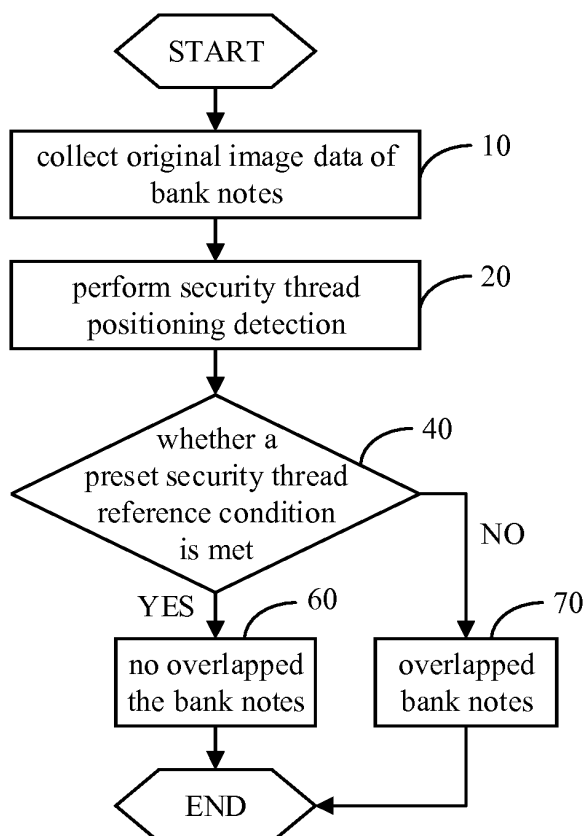 START
collect original image data of
bank notes
10
perform security thread
positioning detection
20
whether a
preset security thread
reference condition
is met
40
YES
NO
60
70
no overlapped
the bank notes
overlapped
bank notes
END